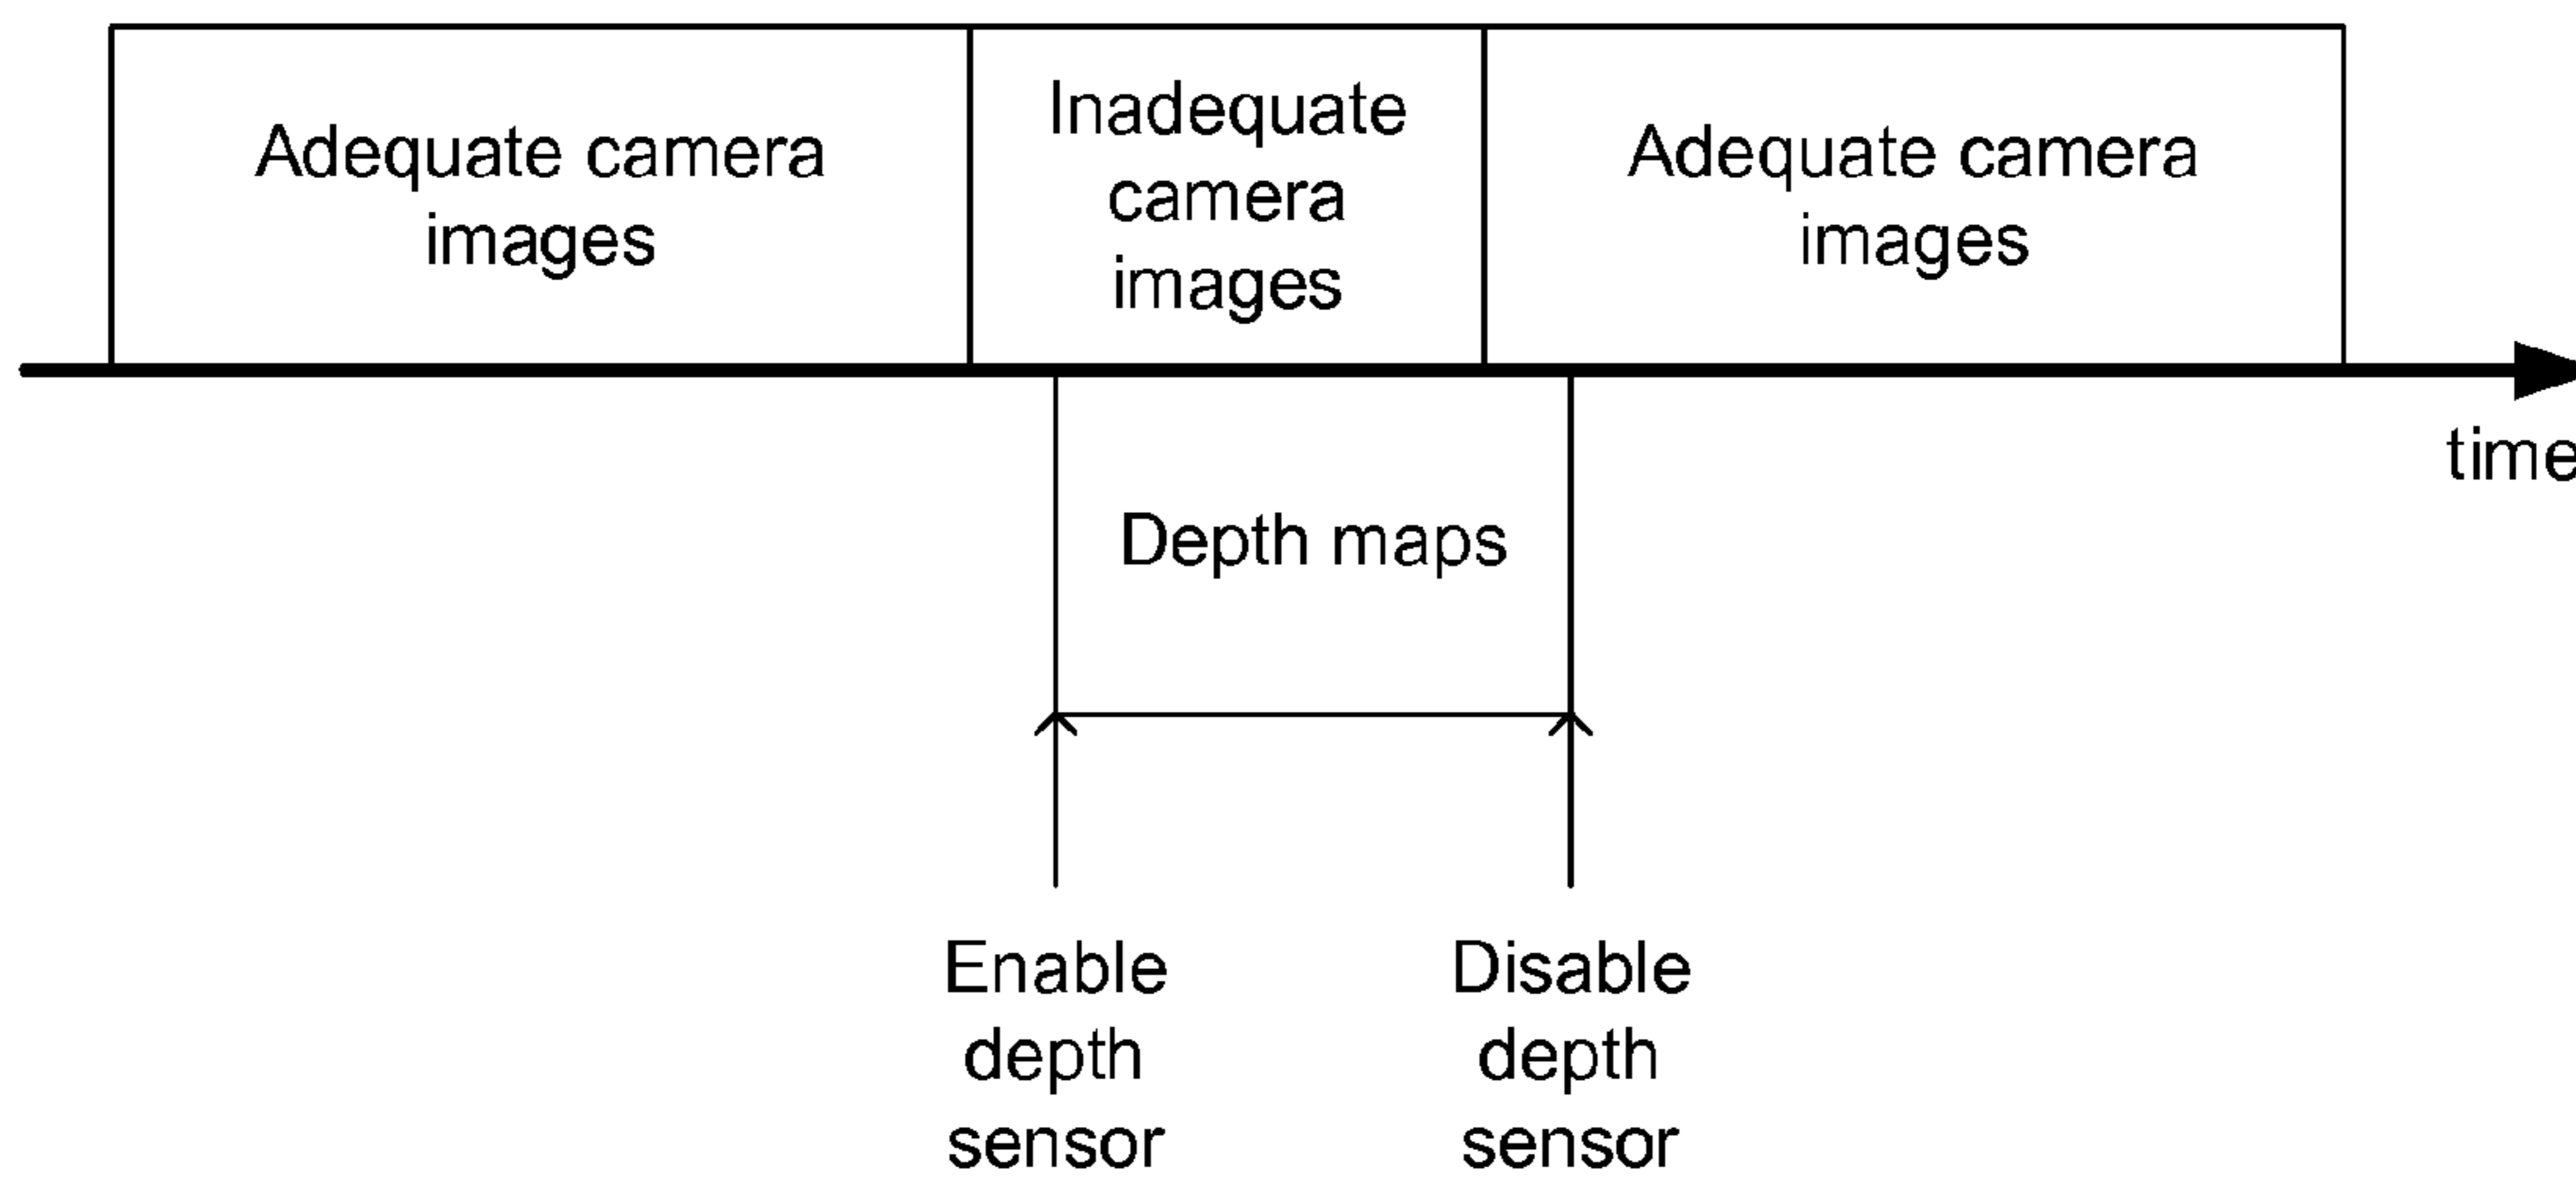 Adequate camera
images
Inadequate
camera
images
Adequate camera
images
time
Depth maps
Enable
depth
sensor
Disable
depth
sensor